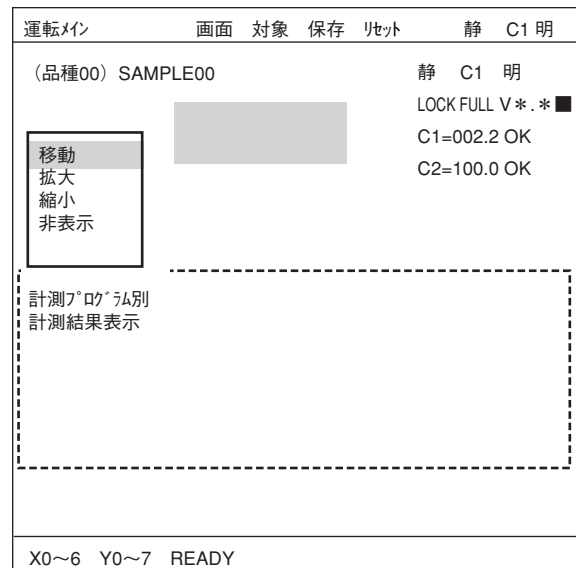 運転ﾒｲﾝ 画面 対象 保存 ﾘｾｯﾄ 静 C1 明
（品種00）SAMPLE00
静 C1 明
LOCK FULL V＊.＊■
C1=002.2 OK
C2=100.0 OK
移動
拡大
縮小
非表示
計測ﾌﾟﾛｸﾞﾗﾑ別
計測結果表示
X0～6 Y0～7 READY